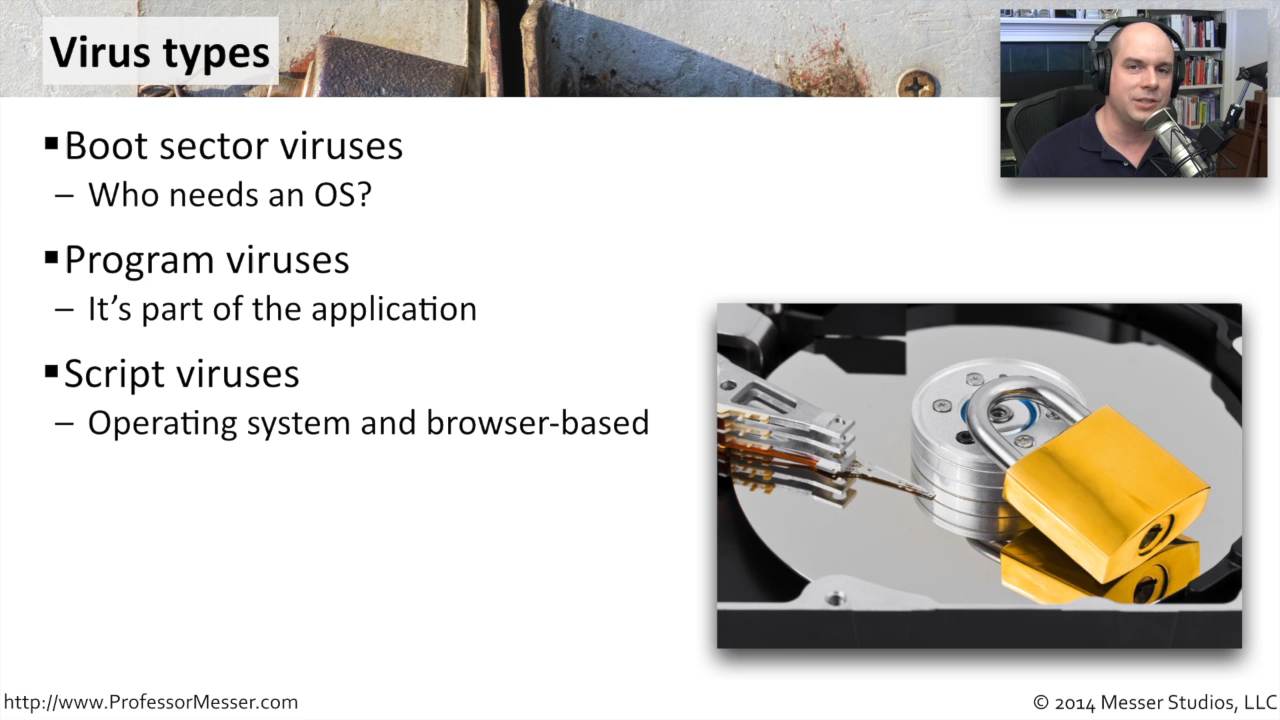 Virus types
▪Boot sector viruses
– Who needs an OS?
▪Program viruses
– It's part of the application
▪Script viruses
– Operating system and browser-based
http://www.ProfessorMesser.com
© 2014 Messer Studios, LLC